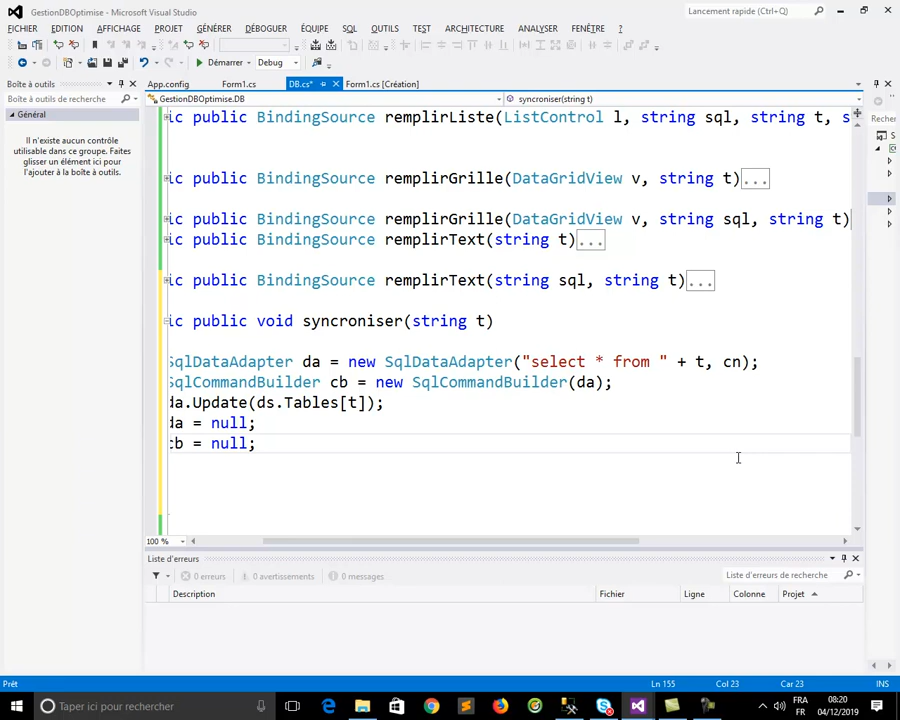 GestionDBOptimise - Microsoft Visual Studio
Lancement rapide (Ctrl+Q)
FICHIER EDITION AFFICHAGE PROJET GÉNÉRER DÉBOGUER ÉQUIPE SQL OUTILS TEST ARCHITECTURE ANALYSER FENÊTRE ?
Démarrer Debug
Boîte à outils
App.config Form1.cs DB.cs* Form1.cs [Création]
Boîte à outils de recherche
GestionDBOptimise.DB
syncroniser(string t)
Recher
Général
Il n'existe aucun contrôle
utilisable dans ce groupe. Faites
glisser un élément ici pour
l'ajouter à la boîte à outils.
ic public BindingSource remplirListe(ListControl l, string sql, string t, s
ic public BindingSource remplirGrille(DataGridView v, string t)...
ic public BindingSource remplirGrille(DataGridView v, string sql, string t)
ic public BindingSource remplirText(string t)...
ic public BindingSource remplirText(string sql, string t)...
ic public void syncroniser(string t)
SqlDataAdapter da = new SqlDataAdapter("select * from " + t, cn);
SqlCommandBuilder cb = new SqlCommandBuilder(da);
da.Update(ds.Tables[t]);
da = null;
cb = null;
100 %
Liste d'erreurs
0 erreurs 0 avertissements 0 messages
Liste d'erreurs de recherche
Description Fichier Ligne Colonne Projet
Prêt Ln 155 Col 23 Car 23 INS
Taper ici pour rechercher
FRA
FR
08:20
04/12/2019